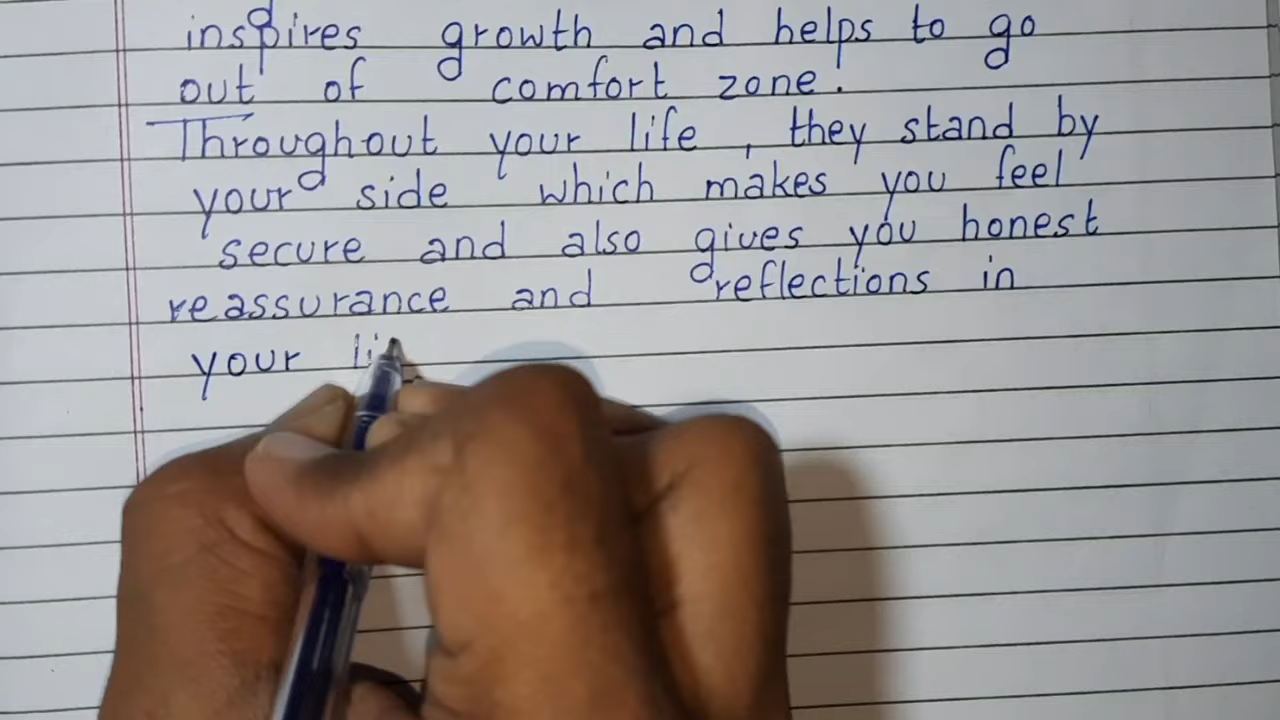 inspires growth and helps to go
out of comfort zone.
Throughout your life, they stand by
your side which makes you feel
secure and also gives you honest
reassurance and reflections in
your li